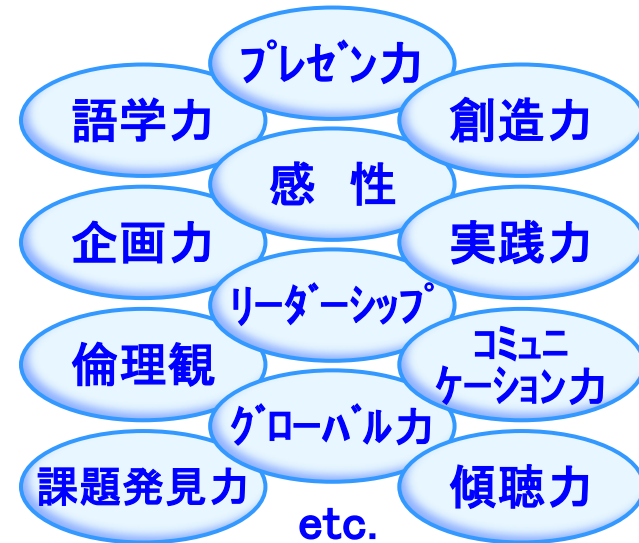 プレゼン力
語学力
創造力
感 性
企画力
実践力
リーダーシップ
倫理観
コミュニ
ケーション力
グローバル力
課題発見力
傾聴力
etc.